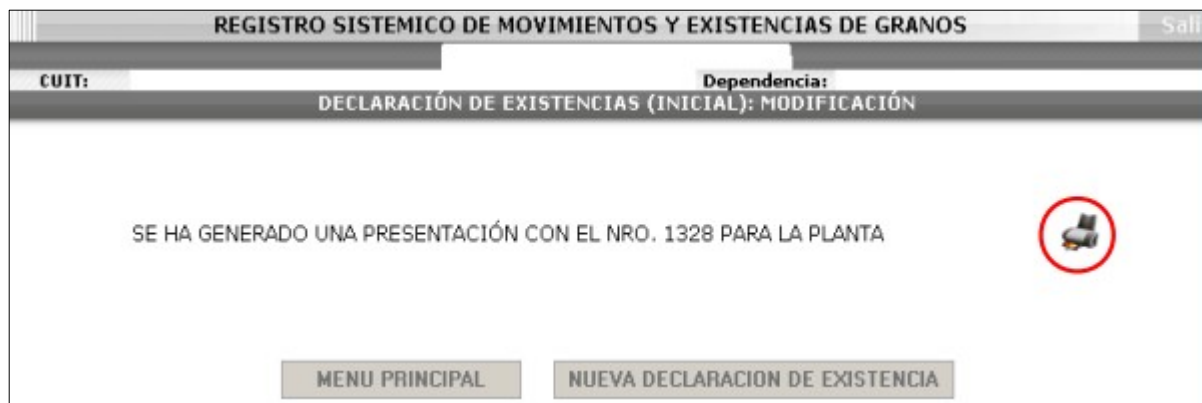 REGISTRO SISTEMICO DE MOVIMIENTOS Y EXISTENCIAS DE GRANOS
CUIT: Dependencia:
DECLARACIÓN DE EXISTENCIAS (INICIAL): MODIFICACIÓN
SE HA GENERADO UNA PRESENTACIÓN CON EL NRO. 1328 PARA LA PLANTA
MENU PRINCIPAL NUEVA DECLARACION DE EXISTENCIA